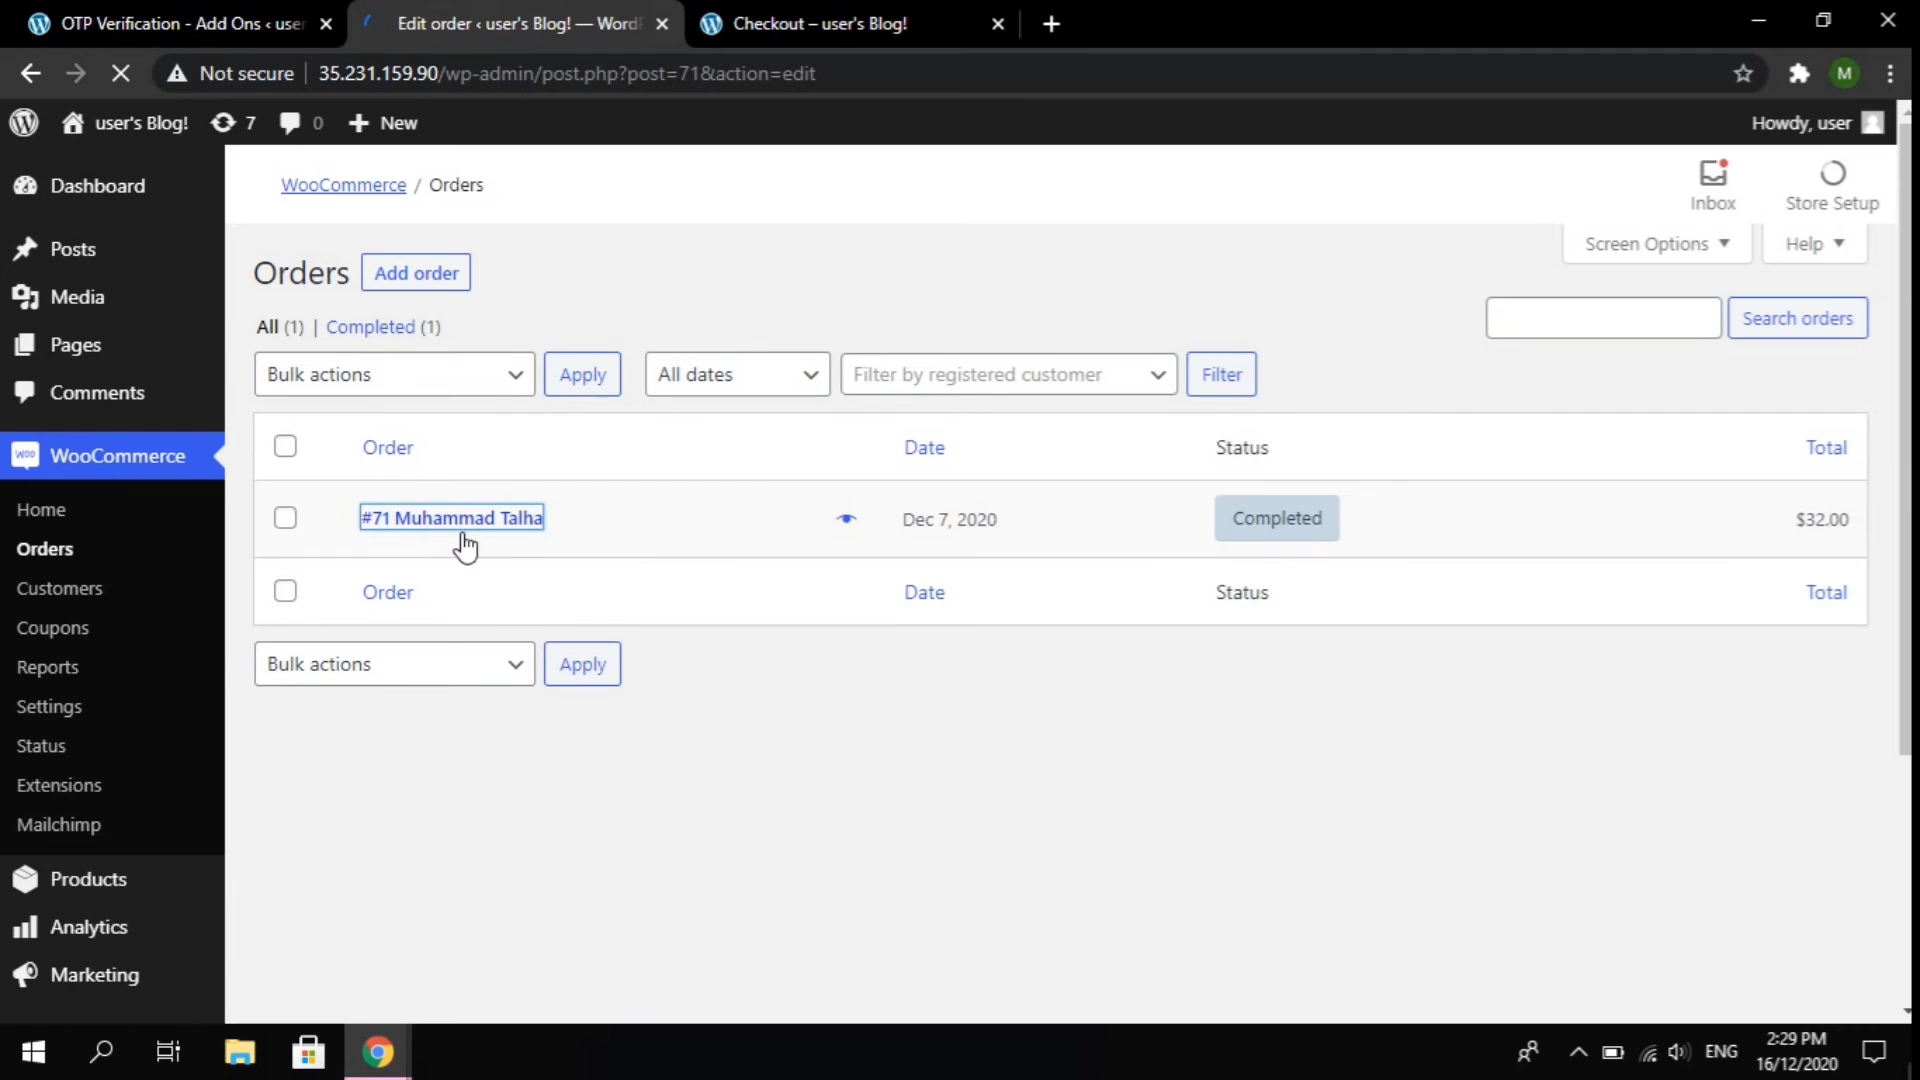 OTP Verification - Add Ons ‹ user
Edit order ‹ user's Blog! — Word
Checkout – user's Blog!
Not secure
35.231.159.90/wp-admin/post.php?post=71&action=edit
M
user's Blog!
7
0
New
Howdy, user
Dashboard
Posts
Media
Pages
Comments
WooCommerce
Home
Orders
Customers
Coupons
Reports
Settings
Status
Extensions
Mailchimp
Products
Analytics
Marketing
WooCommerce / Orders
Inbox
Store Setup
Screen Options
Help
Orders
Add order
All (1) | Completed (1)
Search orders
Bulk actions
Apply
All dates
Filter by registered customer
Filter
Order
Date
Status
Total
#71 Muhammad Talha
Dec 7, 2020
Completed
$32.00
Order
Date
Status
Total
Bulk actions
Apply
ENG
2:29 PM
16/12/2020